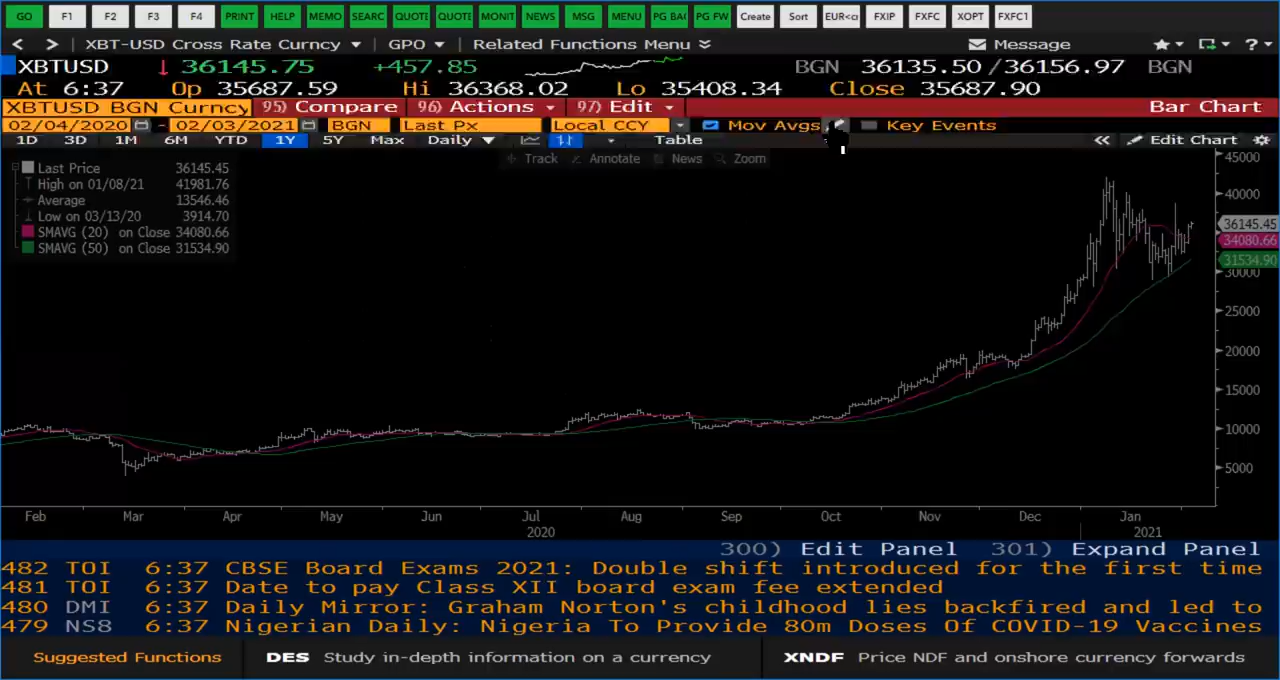 GO F1 F2 F3 F4 PRINT HELP MEMO SEARC QUOTE QUOTE MONIT NEWS MSG MENU PG BAC PG FW Create Sort EUR<cu FXIP FXFC XOPT FXFC1
< > XBT-USD Cross Rate Curncy GPO Related Functions Menu Message ?
XBTUSD ↓ 36145.75 +457.85 BGN 36135.50 / 36156.97 BGN
At 6:37 Op 35687.59 Hi 36368.02 Lo 35408.34 Close 35687.90
XBTUSD BGN Curncy 95) Compare 96) Actions 97) Edit Bar Chart
02/04/2020 - 02/03/2021 BGN Last Px Local CCY Mov Avgs Key Events
1D 3D 1M 6M YTD 1Y 5Y Max Daily Table « Edit Chart
Track Annotate News Zoom
Last Price 36145.45
High on 01/08/21 41981.76
Average 13546.46
Low on 03/13/20 3914.70
SMAVG (20) on Close 34080.66
SMAVG (50) on Close 31534.90
45000
40000
36145.45
34080.66
31534.90
30000
25000
20000
15000
10000
5000
Feb Mar Apr May Jun Jul Aug Sep Oct Nov Dec Jan
2020 2021
300) Edit Panel 301) Expand Panel
482 TOI 6:37 CBSE Board Exams 2021: Double shift introduced for the first time
481 TOI 6:37 Date to pay Class XII board exam fee extended
480 DMI 6:37 Daily Mirror: Graham Norton's childhood lies backfired and led to
479 NS8 6:37 Nigerian Daily: Nigeria To Provide 80m Doses Of COVID-19 Vaccines
Suggested Functions DES Study in-depth information on a currency XNDF Price NDF and onshore currency forwards